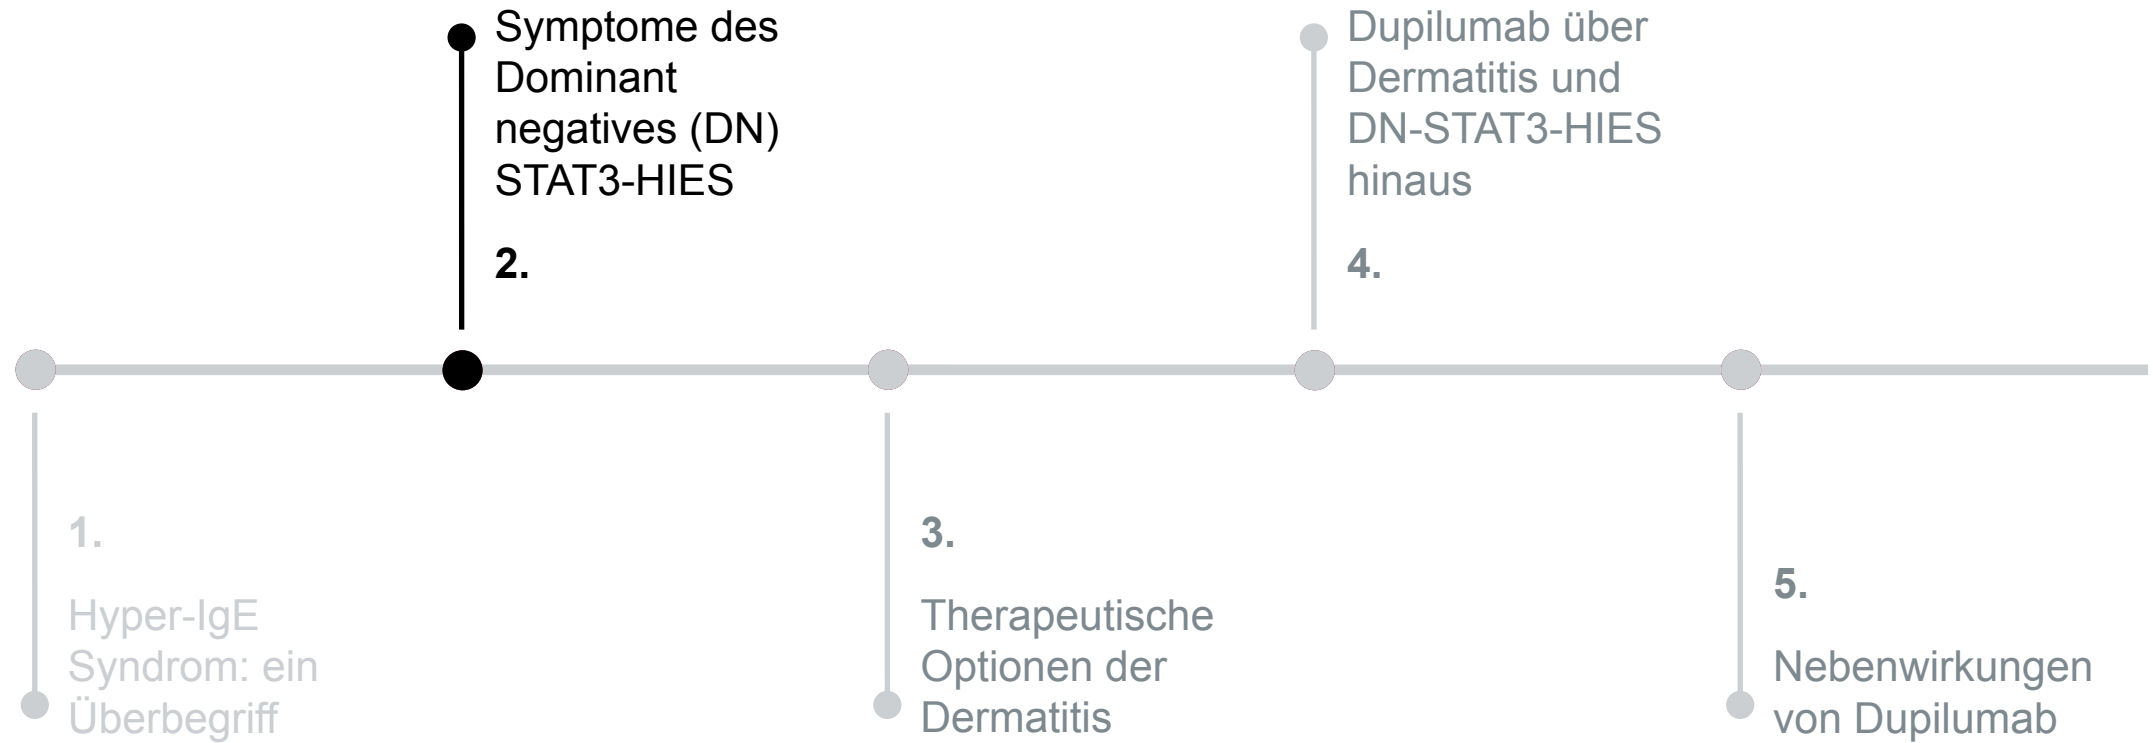 1.
Hyper-IgE
Syndrom: ein
Überbegriff
Symptome des
Dominant
negatives (DN)
STAT3-HIES
2.
3.
Therapeutische
Optionen der
Dermatitis
Dupilumab über
Dermatitis und
DN-STAT3-HIES
hinaus
4.
5.
Nebenwirkungen
von Dupilumab